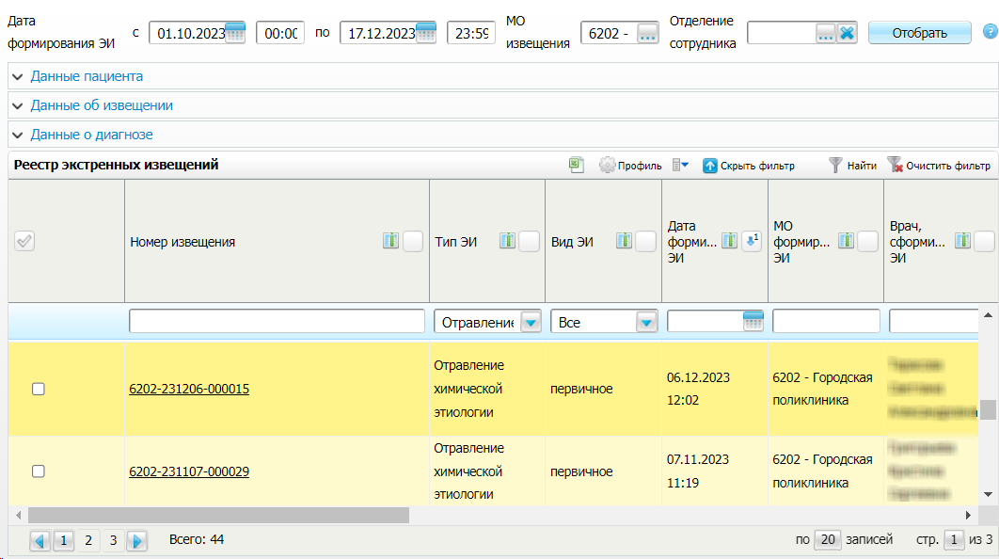 Дата
формирования ЭИ
с
01.10.2023
00:00
по
17.12.2023
23:59
МО
извещения
6202 -
...
Отделение
сотрудника
...
Отобрать
?
Данные пациента
Данные об извещении
Данные о диагнозе
Реестр экстренных извещений
Профиль
Скрыть фильтр
Найти
Очистить фильтр
Номер извещения
Тип ЭИ
Вид ЭИ
Дата
форми...
ЭИ
1
МО
формир...
ЭИ
Врач,
сформи...
ЭИ
Отравление
Все
6202-231206-000015
Отравление
химической
этиологии
первичное
06.12.2023
12:02
6202 - Городская
поликлиника
6202-231107-000029
Отравление
химической
этиологии
первичное
07.11.2023
11:19
6202 - Городская
поликлиника
1 2 3
Всего: 44
по 20 записей
стр. 1 из 3